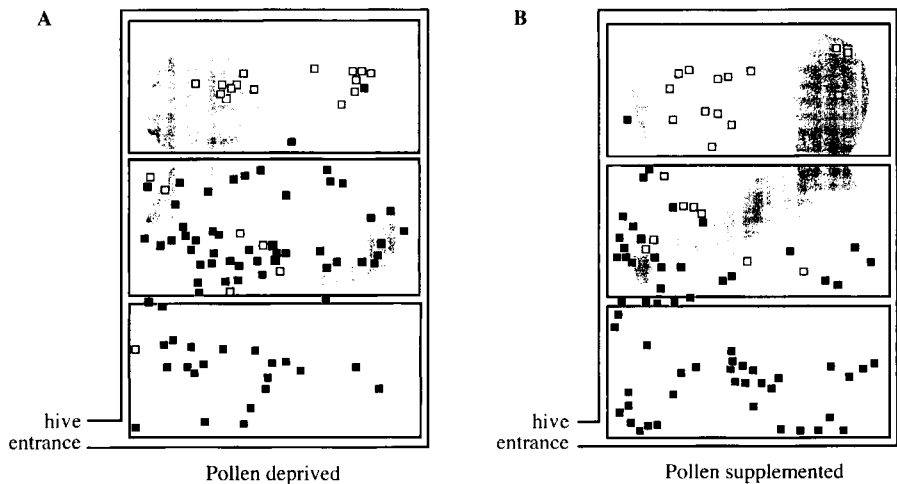 A
B
hive
entrance
hive
entrance
Pollen deprived
Pollen supplemented